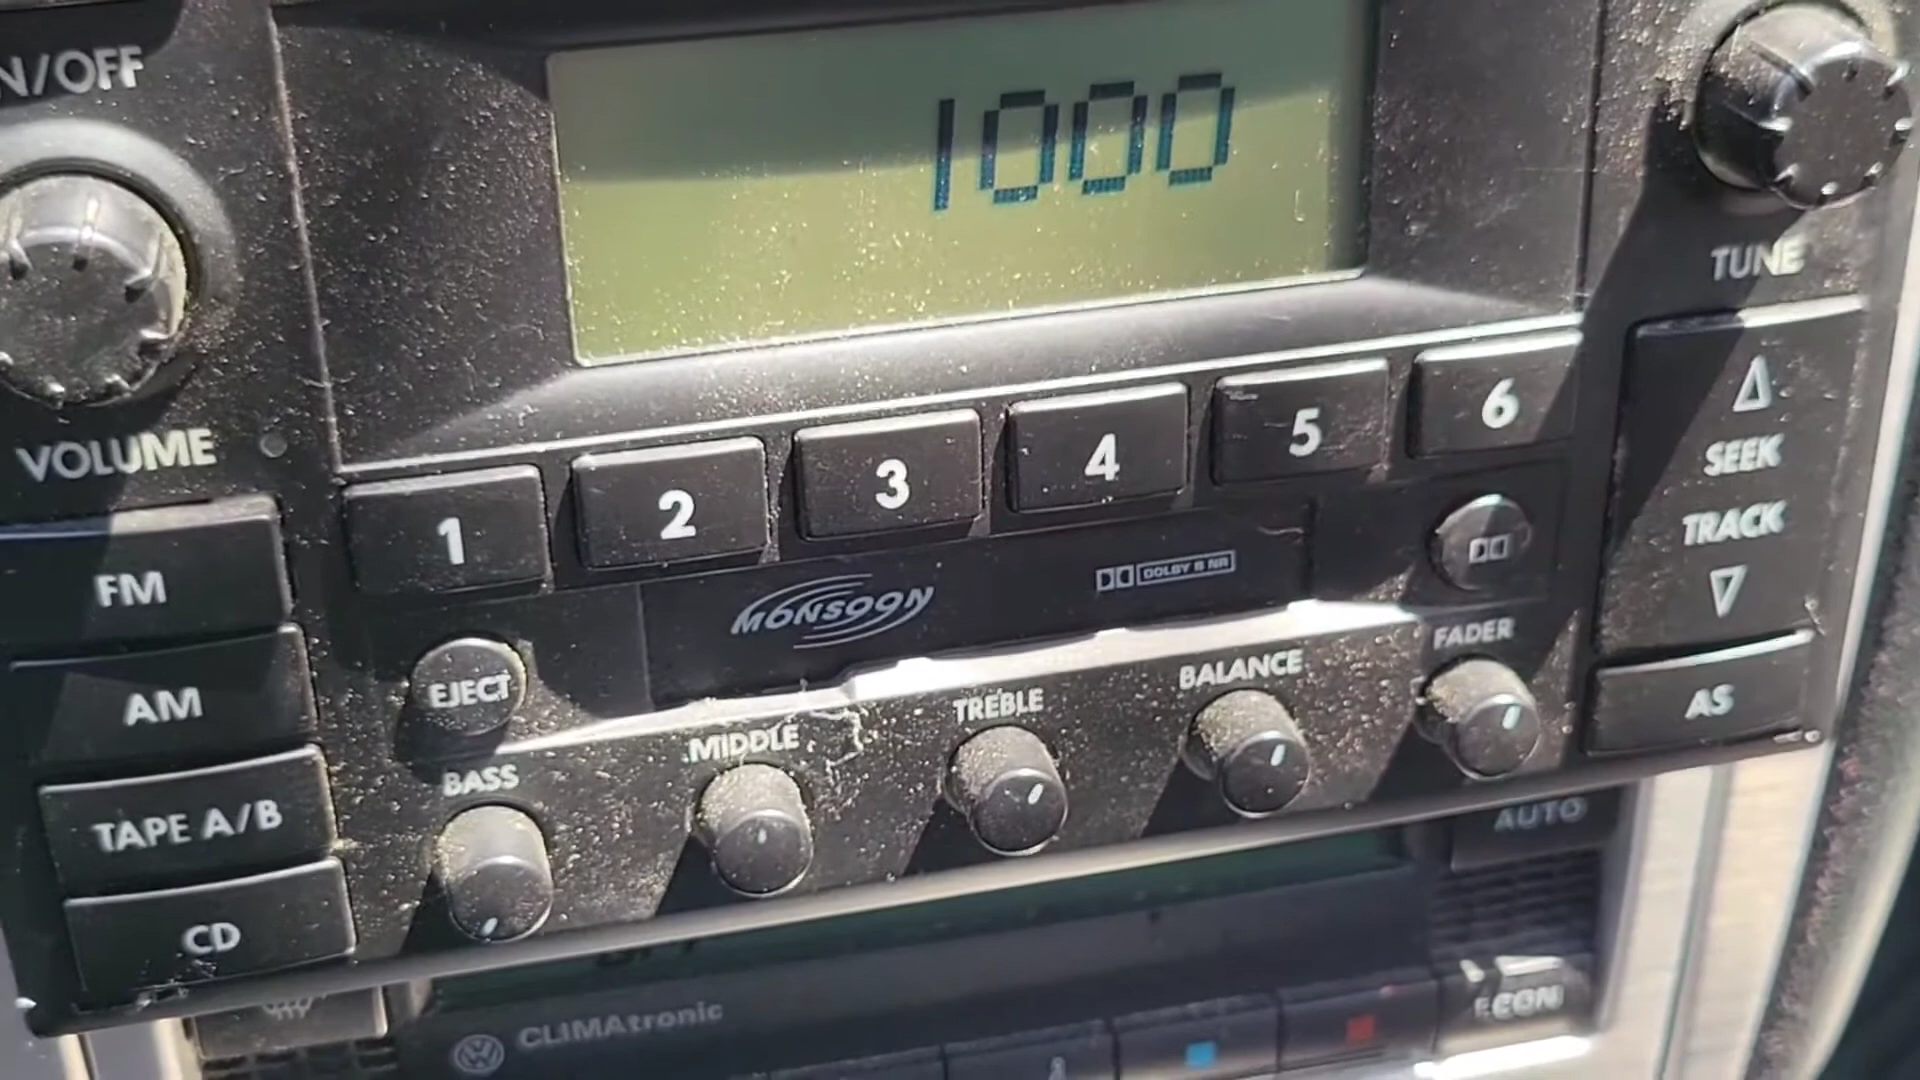 N/OFF
1000
TUNE
VOLUME
1 2 3 4 5 6
SEEK
TRACK
FM
MONSOON
DOLBY B NR
AM
EJECT
BASS
MIDDLE
TREBLE
BALANCE
FADER
AS
TAPE A/B
CD
AUTO
CLIMAtronic
ECON